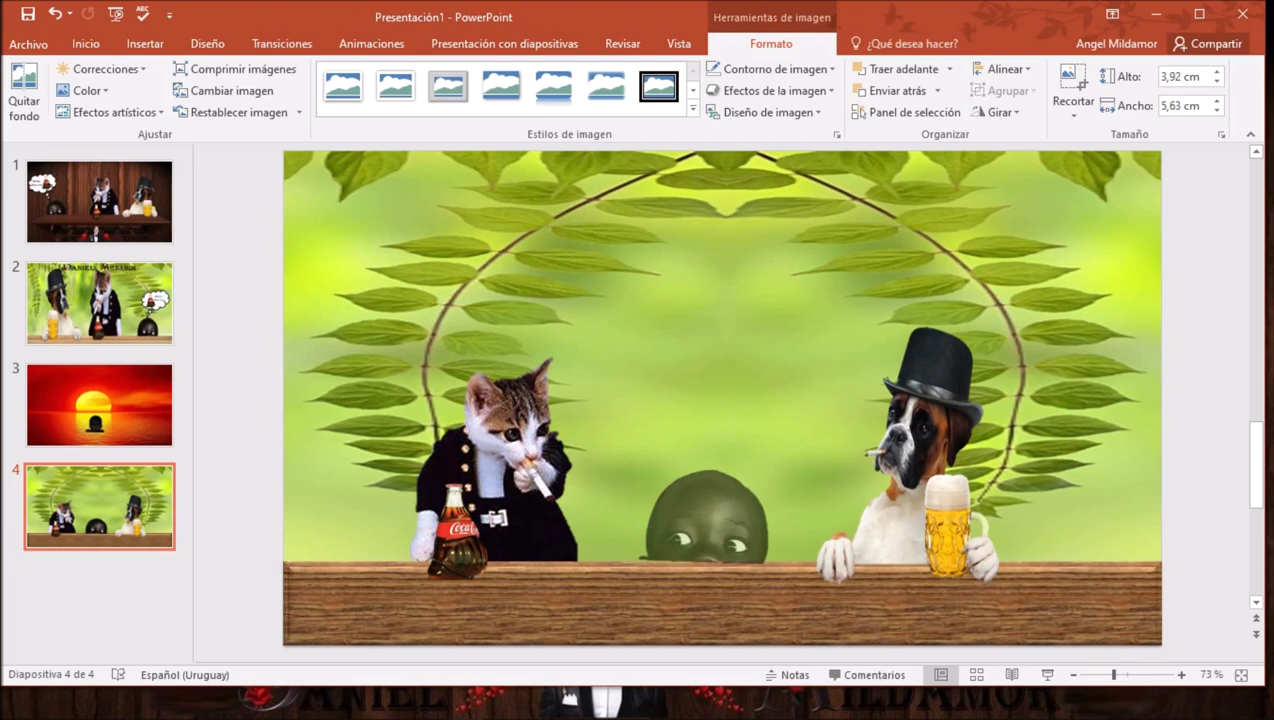 Presentación1 - PowerPoint
Herramientas de imagen
Archivo
Inicio
Insertar
Diseño
Transiciones
Animaciones
Presentación con diapositivas
Revisar
Vista
Formato
¿Qué desea hacer?
Angel Mildamor
Compartir
ABC
Quitar
fondo
Correcciones
Color
Efectos artísticos
Comprimir imágenes
Cambiar imagen
Restablecer imagen
Ajustar
Estilos de imagen
Contorno de imagen
Efectos de la imagen
Diseño de imagen
Traer adelante
Enviar atrás
Panel de selección
Alinear
Agrupar
Girar
Organizar
Recortar
Alto:
3,92 cm
Ancho:
5,63 cm
Tamaño
1
2
3
4
Diapositiva 4 de 4
Español (Uruguay)
Notas
Comentarios
73 %